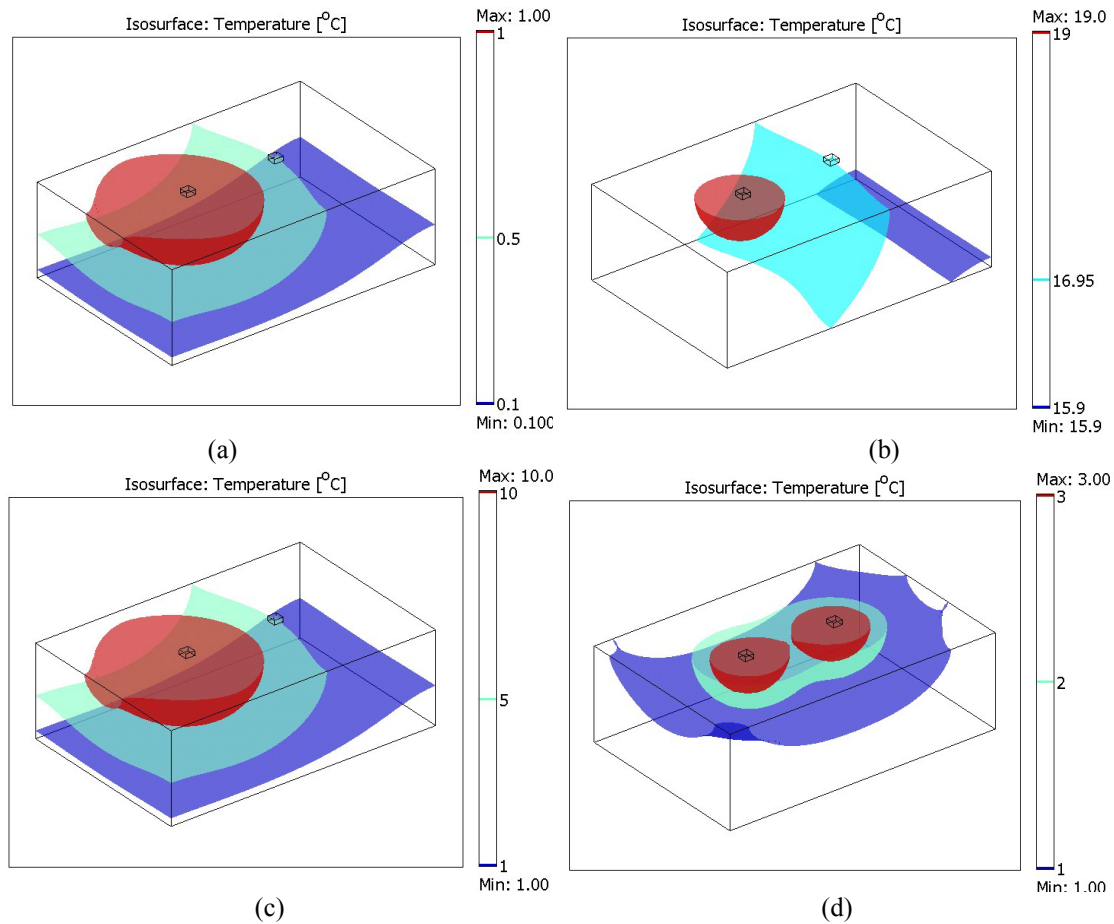 Isosurface: Temperature [°C]
Max: 1.00
1
0.5
0.1
Min: 0.100
(a)
Isosurface: Temperature [°C]
Max: 19.0
19
16.95
15.9
Min: 15.9
(b)
Isosurface: Temperature [°C]
Max: 10.0
10
5
1
Min: 1.00
(c)
Isosurface: Temperature [°C]
Max: 3.00
3
2
1
Min: 1.00
(d)